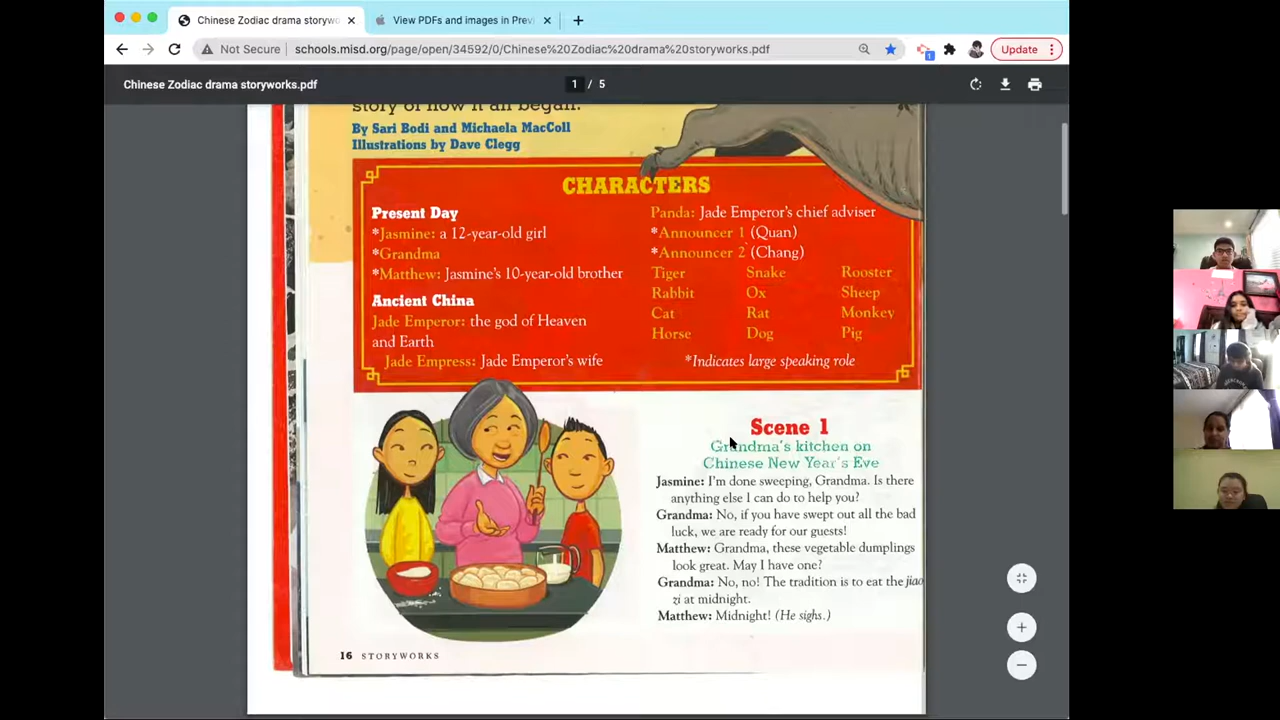 Chinese Zodiac drama storywo
View PDFs and images in Prev
Not Secure
schools.misd.org/page/open/34592/0/Chinese%20Zodiac%20drama%20storyworks.pdf
1
Update
Chinese Zodiac drama storyworks.pdf
1 / 5
story of how it all began.
By Sari Bodi and Michaela MacColl
Illustrations by Dave Clegg
CHARACTERS
Present Day
*Jasmine: a 12-year-old girl
*Grandma
*Matthew: Jasmine's 10-year-old brother
Ancient China
Jade Emperor: the god of Heaven
and Earth
Jade Empress: Jade Emperor's wife
Panda: Jade Emperor's chief adviser
*Announcer 1 (Quan)
*Announcer 2 (Chang)
Tiger Snake Rooster
Rabbit Ox Sheep
Cat Rat Monkey
Horse Dog Pig
*Indicates large speaking role
Scene 1
Grandma's kitchen on
Chinese New Year's Eve
Jasmine: I'm done sweeping, Grandma. Is there
anything else I can do to help you?
Grandma: No, if you have swept out all the bad
luck, we are ready for our guests!
Matthew: Grandma, these vegetable dumplings
look great. May I have one?
Grandma: No, no! The tradition is to eat the jiao
zi at midnight.
Matthew: Midnight! (He sighs.)
16 STORYWORKS